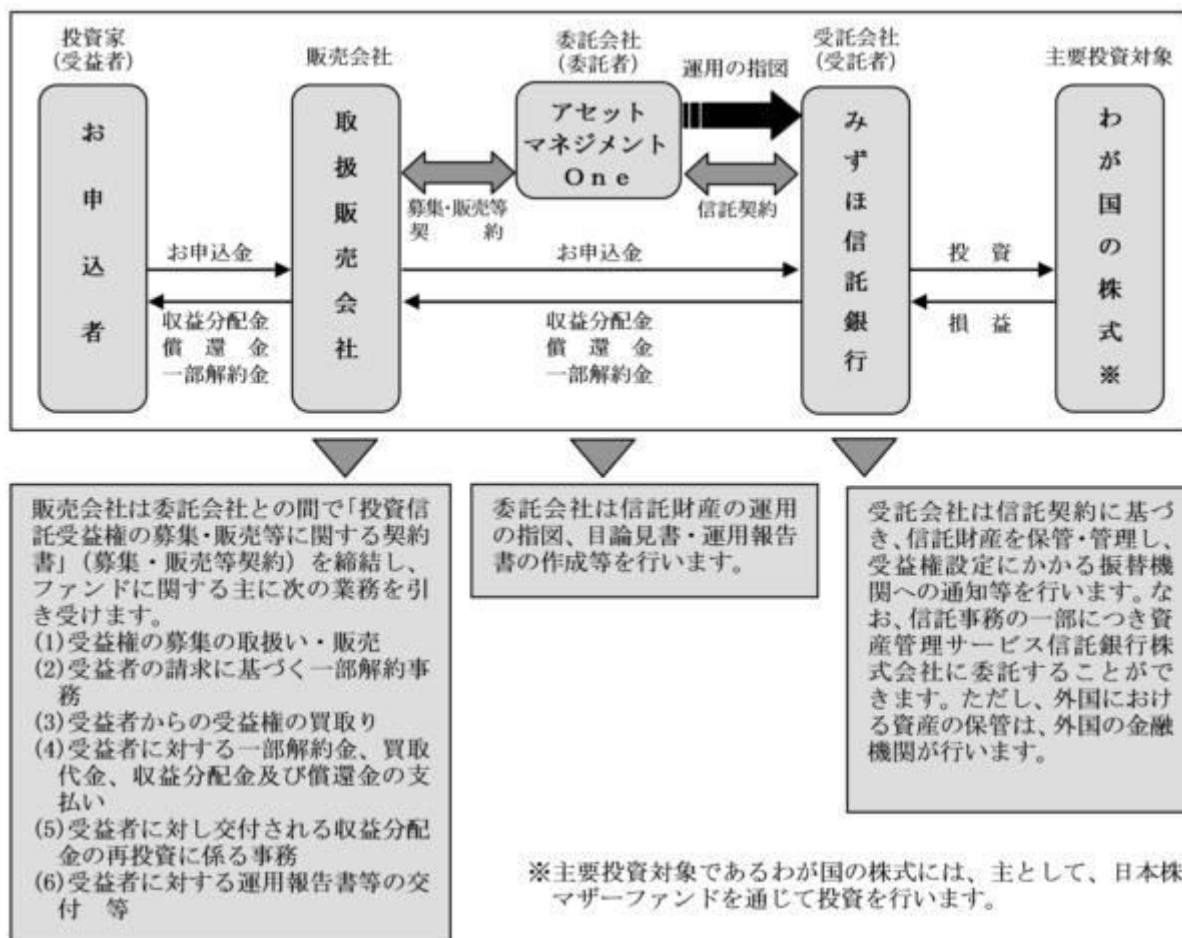 投資家
(受益者)
販売会社
委託会社
(委託者)
運用の指図
受託会社
(受託者)
主要投資対象
お申込者
取扱販売会社
アセット
マネジメント
One
みずほ信託銀行
わが国の株式※
募集・販売等
契約
信託契約
お申込金
収益分配金
償還金
一部解約金
お申込金
収益分配金
償還金
一部解約金
投資
損益
販売会社は委託会社との間で「投資信
託受益権の募集・販売等に関する契約
書」(募集・販売等契約)を締結し、
ファンドに関する主に次の業務を引
き受けます。
(1)受益権の募集の取扱い・販売
(2)受益者の請求に基づく一部解約事
務
(3)受益者からの受益権の買取り
(4)受益者に対する一部解約金、買取
代金、収益分配金及び償還金の支
払い
(5)受益者に対し交付される収益分配
金の再投資に係る事務
(6)受益者に対する運用報告書等の交
付 等
委託会社は信託財産の運用
の指図、目論見書・運用報告
書の作成等を行います。
受託会社は信託契約に基づ
き、信託財産を保管・管理し、
受益権設定にかかる振替機
関への通知等を行います。な
お、信託事務の一部につき資
産管理サービス信託銀行株
式会社に委託することがで
きます。ただし、外国におけ
る資産の保管は、外国の金融
機関が行います。
※主要投資対象であるわが国の株式には、主として、日本株
マザーファンドを通じて投資を行います。